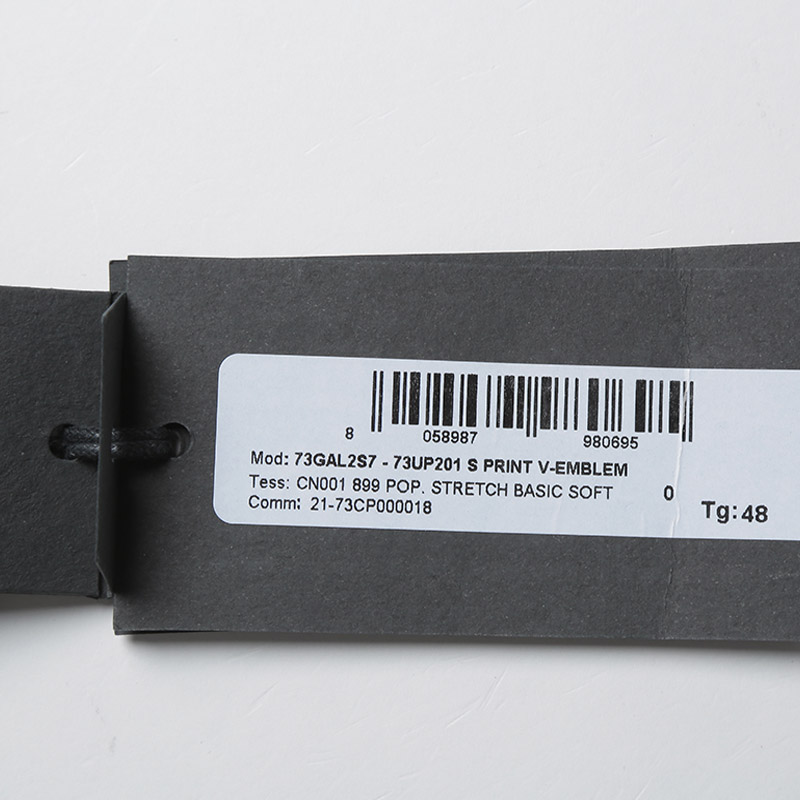 8 058987 980695
Mod: 73GAL2S7 - 73UP201 S PRINT V-EMBLEM
Tess: CN001 899 POP. STRETCH BASIC SOFT 0
Comm: 21-73CP000018
Tg: 48